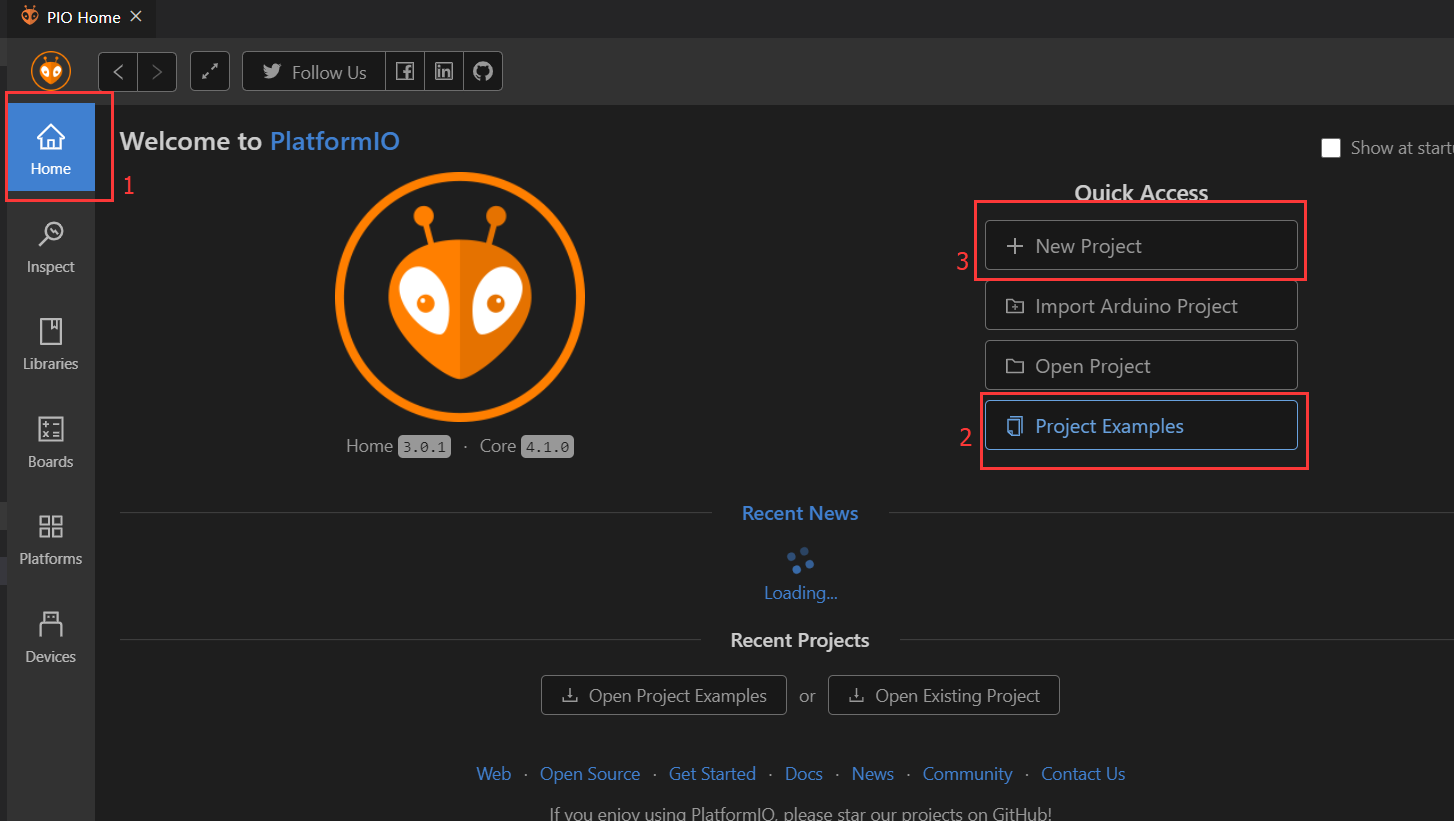 PIO Home
Follow Us
Home
1
Inspect
Libraries
Boards
Platforms
Devices
Welcome to PlatformIO
Show at startu
Quick Access
3
New Project
Import Arduino Project
Open Project
2
Project Examples
Home 3.0.1 · Core 4.1.0
Recent News
Loading...
Recent Projects
Open Project Examples or Open Existing Project
Web · Open Source · Get Started · Docs · News · Community · Contact Us
If you enjoy using PlatformIO, please star our projects on GitHub!